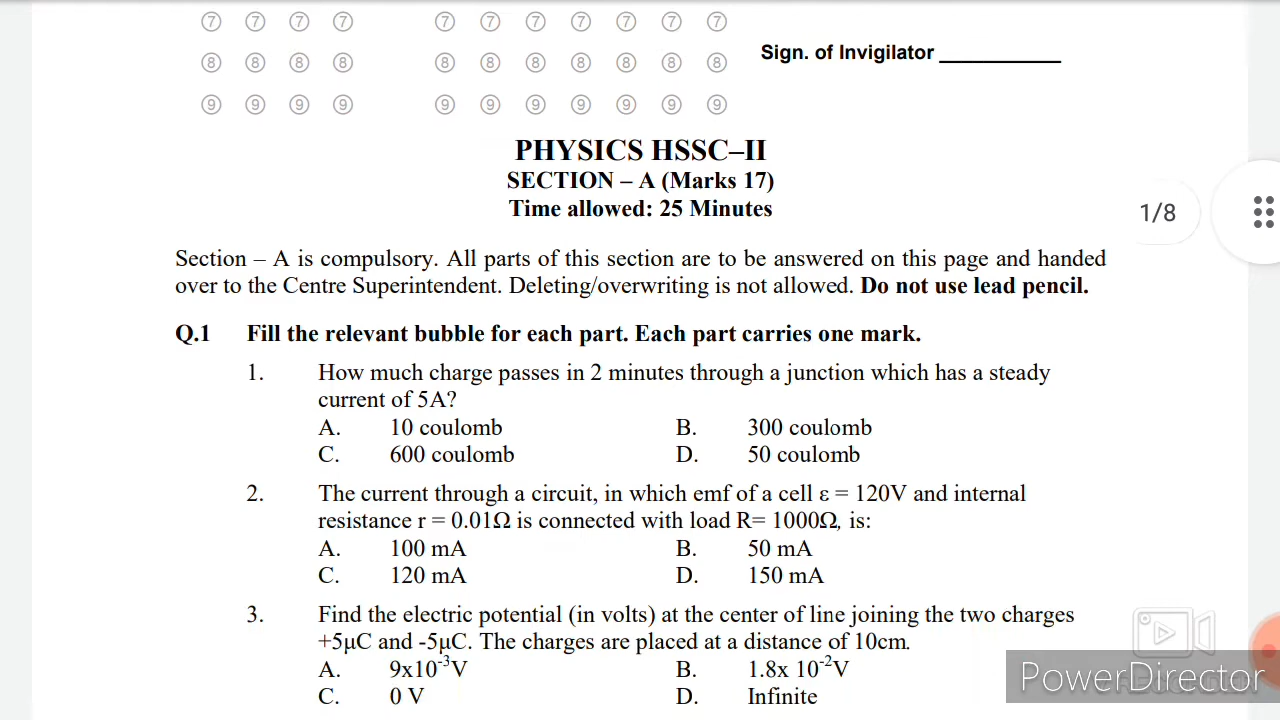 7 7 7 7 7 7 7 7 7 7 7
8 8 8 8 8 8 8 8 8 8 8
Sign. of Invigilator ___________
9 9 9 9 9 9 9 9 9 9 9
PHYSICS HSSC–II
SECTION – A (Marks 17)
Time allowed: 25 Minutes
1/8
Section – A is compulsory. All parts of this section are to be answered on this page and handed
over to the Centre Superintendent. Deleting/overwriting is not allowed. Do not use lead pencil.
Q.1 Fill the relevant bubble for each part. Each part carries one mark.
1. How much charge passes in 2 minutes through a junction which has a steady
current of 5A?
A. 10 coulomb B. 300 coulomb
C. 600 coulomb D. 50 coulomb
2. The current through a circuit, in which emf of a cell ε = 120V and internal
resistance r = 0.01Ω is connected with load R= 1000Ω, is:
A. 100 mA B. 50 mA
C. 120 mA D. 150 mA
3. Find the electric potential (in volts) at the center of line joining the two charges
+5µC and -5µC. The charges are placed at a distance of 10cm.
A. 9x10⁻³V B. 1.8x 10⁻²V
C. 0 V D. Infinite
PowerDirector